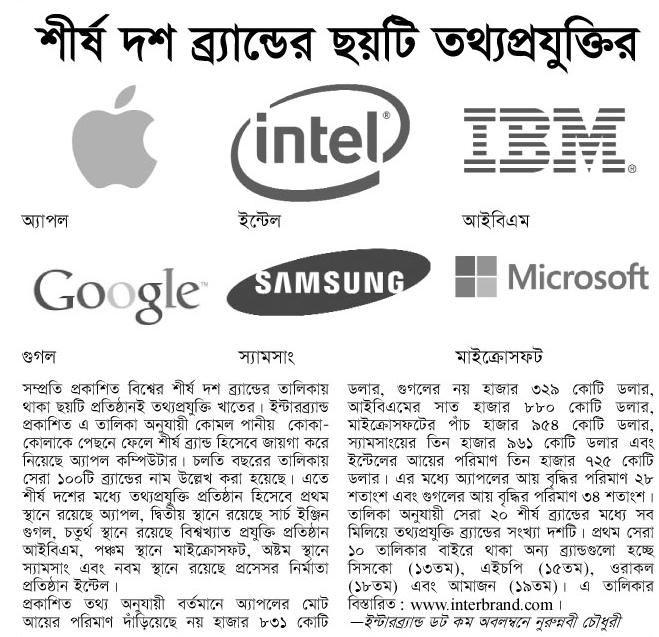 শীর্ষ দশ ব্র্যান্ডের ছয়টি তথ্যপ্রযুক্তির
intel®
IBM®
অ্যাপল
ইন্টেল
আইবিএম
Google™
SAMSUNG
Microsoft
গুগল
স্যামসাং
মাইক্রোসফট
সম্প্রতি প্রকাশিত বিশ্বের শীর্ষ দশ ব্র্যান্ডের তালিকায়
থাকা ছয়টি প্রতিষ্ঠানই তথ্যপ্রযুক্তি খাতের। ইন্টারব্র্যান্ড
প্রকাশিত এ তালিকা অনুযায়ী কোমল পানীয় কোকা-
কোলাকে পেছনে ফেলে শীর্ষ ব্র্যান্ড হিসেবে জায়গা করে
নিয়েছে অ্যাপল কম্পিউটার। চলতি বছরের তালিকায়
সেরা ১০০টি ব্র্যান্ডের নাম উল্লেখ করা হয়েছে। এতে
শীর্ষ দশের মধ্যে তথ্যপ্রযুক্তি প্রতিষ্ঠান হিসেবে প্রথম
স্থানে রয়েছে অ্যাপল, দ্বিতীয় স্থানে রয়েছে সার্চ ইঞ্জিন
গুগল, চতুর্থ স্থানে রয়েছে বিশ্বখ্যাত প্রযুক্তি প্রতিষ্ঠান
আইবিএম, পঞ্চম স্থানে মাইক্রোসফট, অষ্টম স্থানে
স্যামসাং এবং নবম স্থানে রয়েছে প্রসেসর নির্মাতা
প্রতিষ্ঠান ইন্টেল।
প্রকাশিত তথ্য অনুযায়ী বর্তমানে অ্যাপলের মোট
আয়ের পরিমাণ দাঁড়িয়েছে নয় হাজার ৮৩১ কোটি
ডলার, গুগলের নয় হাজার ৩২৯ কোটি ডলার,
আইবিএমের সাত হাজার ৮৮০ কোটি ডলার,
মাইক্রোসফটের পাঁচ হাজার ৯৫৪ কোটি ডলার,
স্যামসাংয়ের তিন হাজার ৯৬১ কোটি ডলার এবং
ইন্টেলের আয়ের পরিমাণ তিন হাজার ৭২৫ কোটি
ডলার। এর মধ্যে অ্যাপলের আয় বৃদ্ধির পরিমাণ ২৮
শতাংশ এবং গুগলের আয় বৃদ্ধির পরিমাণ ৩৪ শতাংশ।
তালিকা অনুযায়ী সেরা ২০ শীর্ষ ব্র্যান্ডের মধ্যে সব
মিলিয়ে তথ্যপ্রযুক্তি ব্র্যান্ডের সংখ্যা দশটি। প্রথম সেরা
১০ তালিকার বাইরে থাকা অন্য ব্র্যান্ডগুলো হচ্ছে
সিসকো (১৩তম), এইচপি (১৫তম), ওরাকল
(১৮তম) এবং আমাজন (১৯তম)। এ তালিকার
বিস্তারিত : www.interbrand.com।
—ইন্টারব্র্যান্ড ডট কম অবলম্বনে নুরুন্নবী চৌধুরী